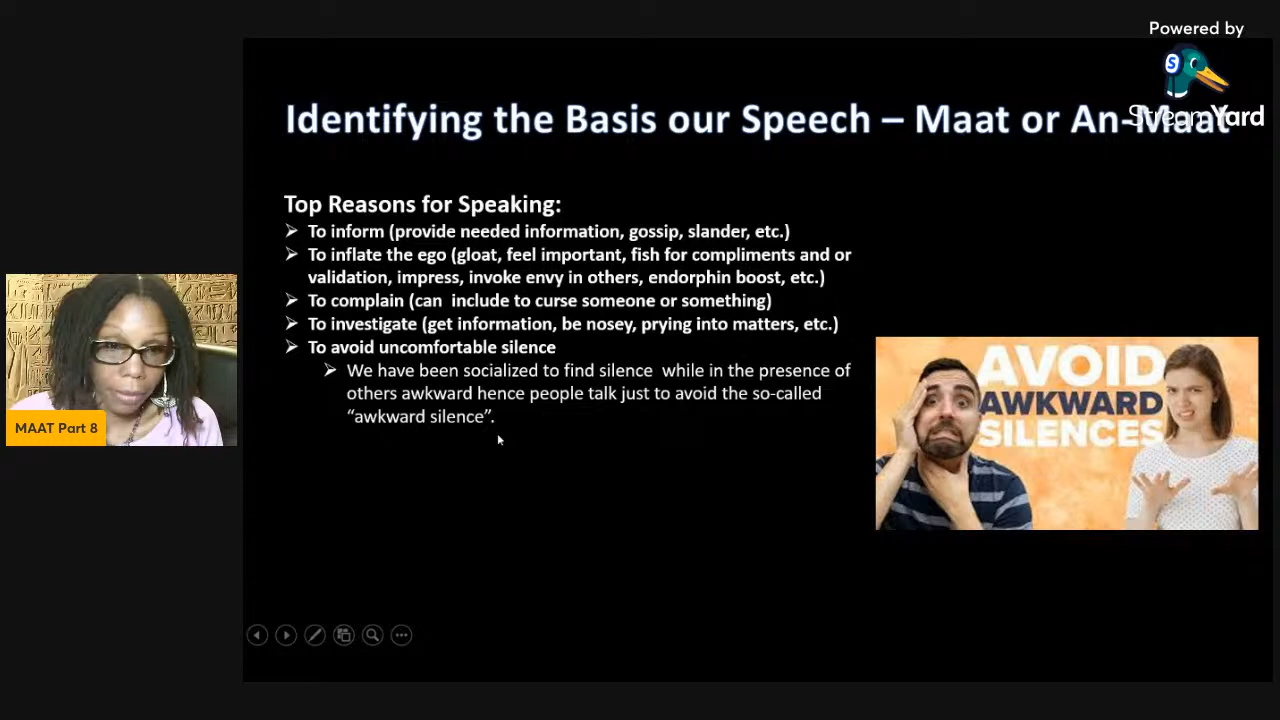 Powered by
S
StreamYard
Identifying the Basis our Speech – Maat or An-Maat
Top Reasons for Speaking:
➢ To inform (provide needed information, gossip, slander, etc.)
➢ To inflate the ego (gloat, feel important, fish for compliments and or
validation, impress, invoke envy in others, endorphin boost, etc.)
➢ To complain (can include to curse someone or something)
➢ To investigate (get information, be nosey, prying into matters, etc.)
➢ To avoid uncomfortable silence
➢ We have been socialized to find silence while in the presence of
others awkward hence people talk just to avoid the so-called
“awkward silence”.
AVOID
AWKWARD
SILENCES
MAAT Part 8